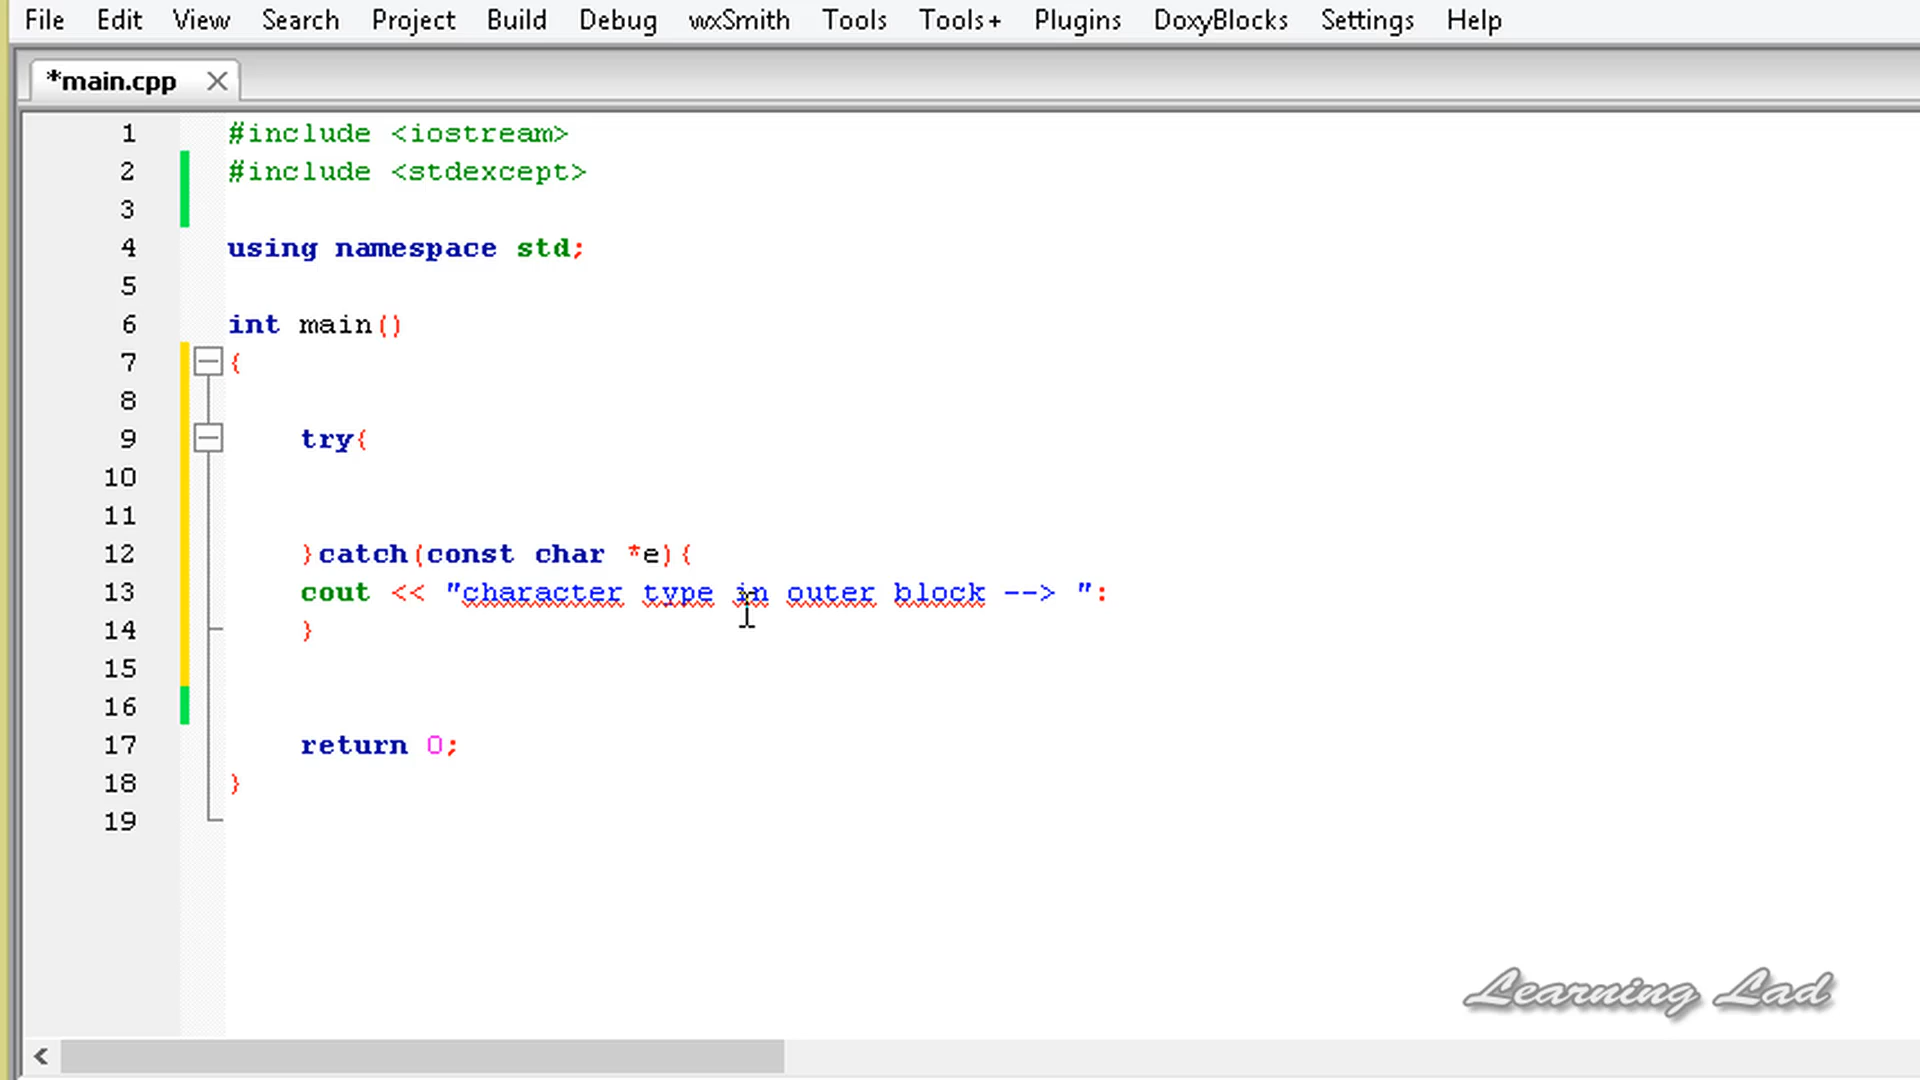 File Edit View Search Project Build Debug wxSmith Tools Tools+ Plugins DoxyBlocks Settings Help
*main.cpp
1 #include <iostream>
2 #include <stdexcept>
3
4 using namespace std;
5
6 int main()
7 {
8
9 try{
10
11
12 }catch(const char *e){
13 cout << "character type in outer block --> ":
14 }
15
16
17 return 0;
18 }
19
Learning Lad